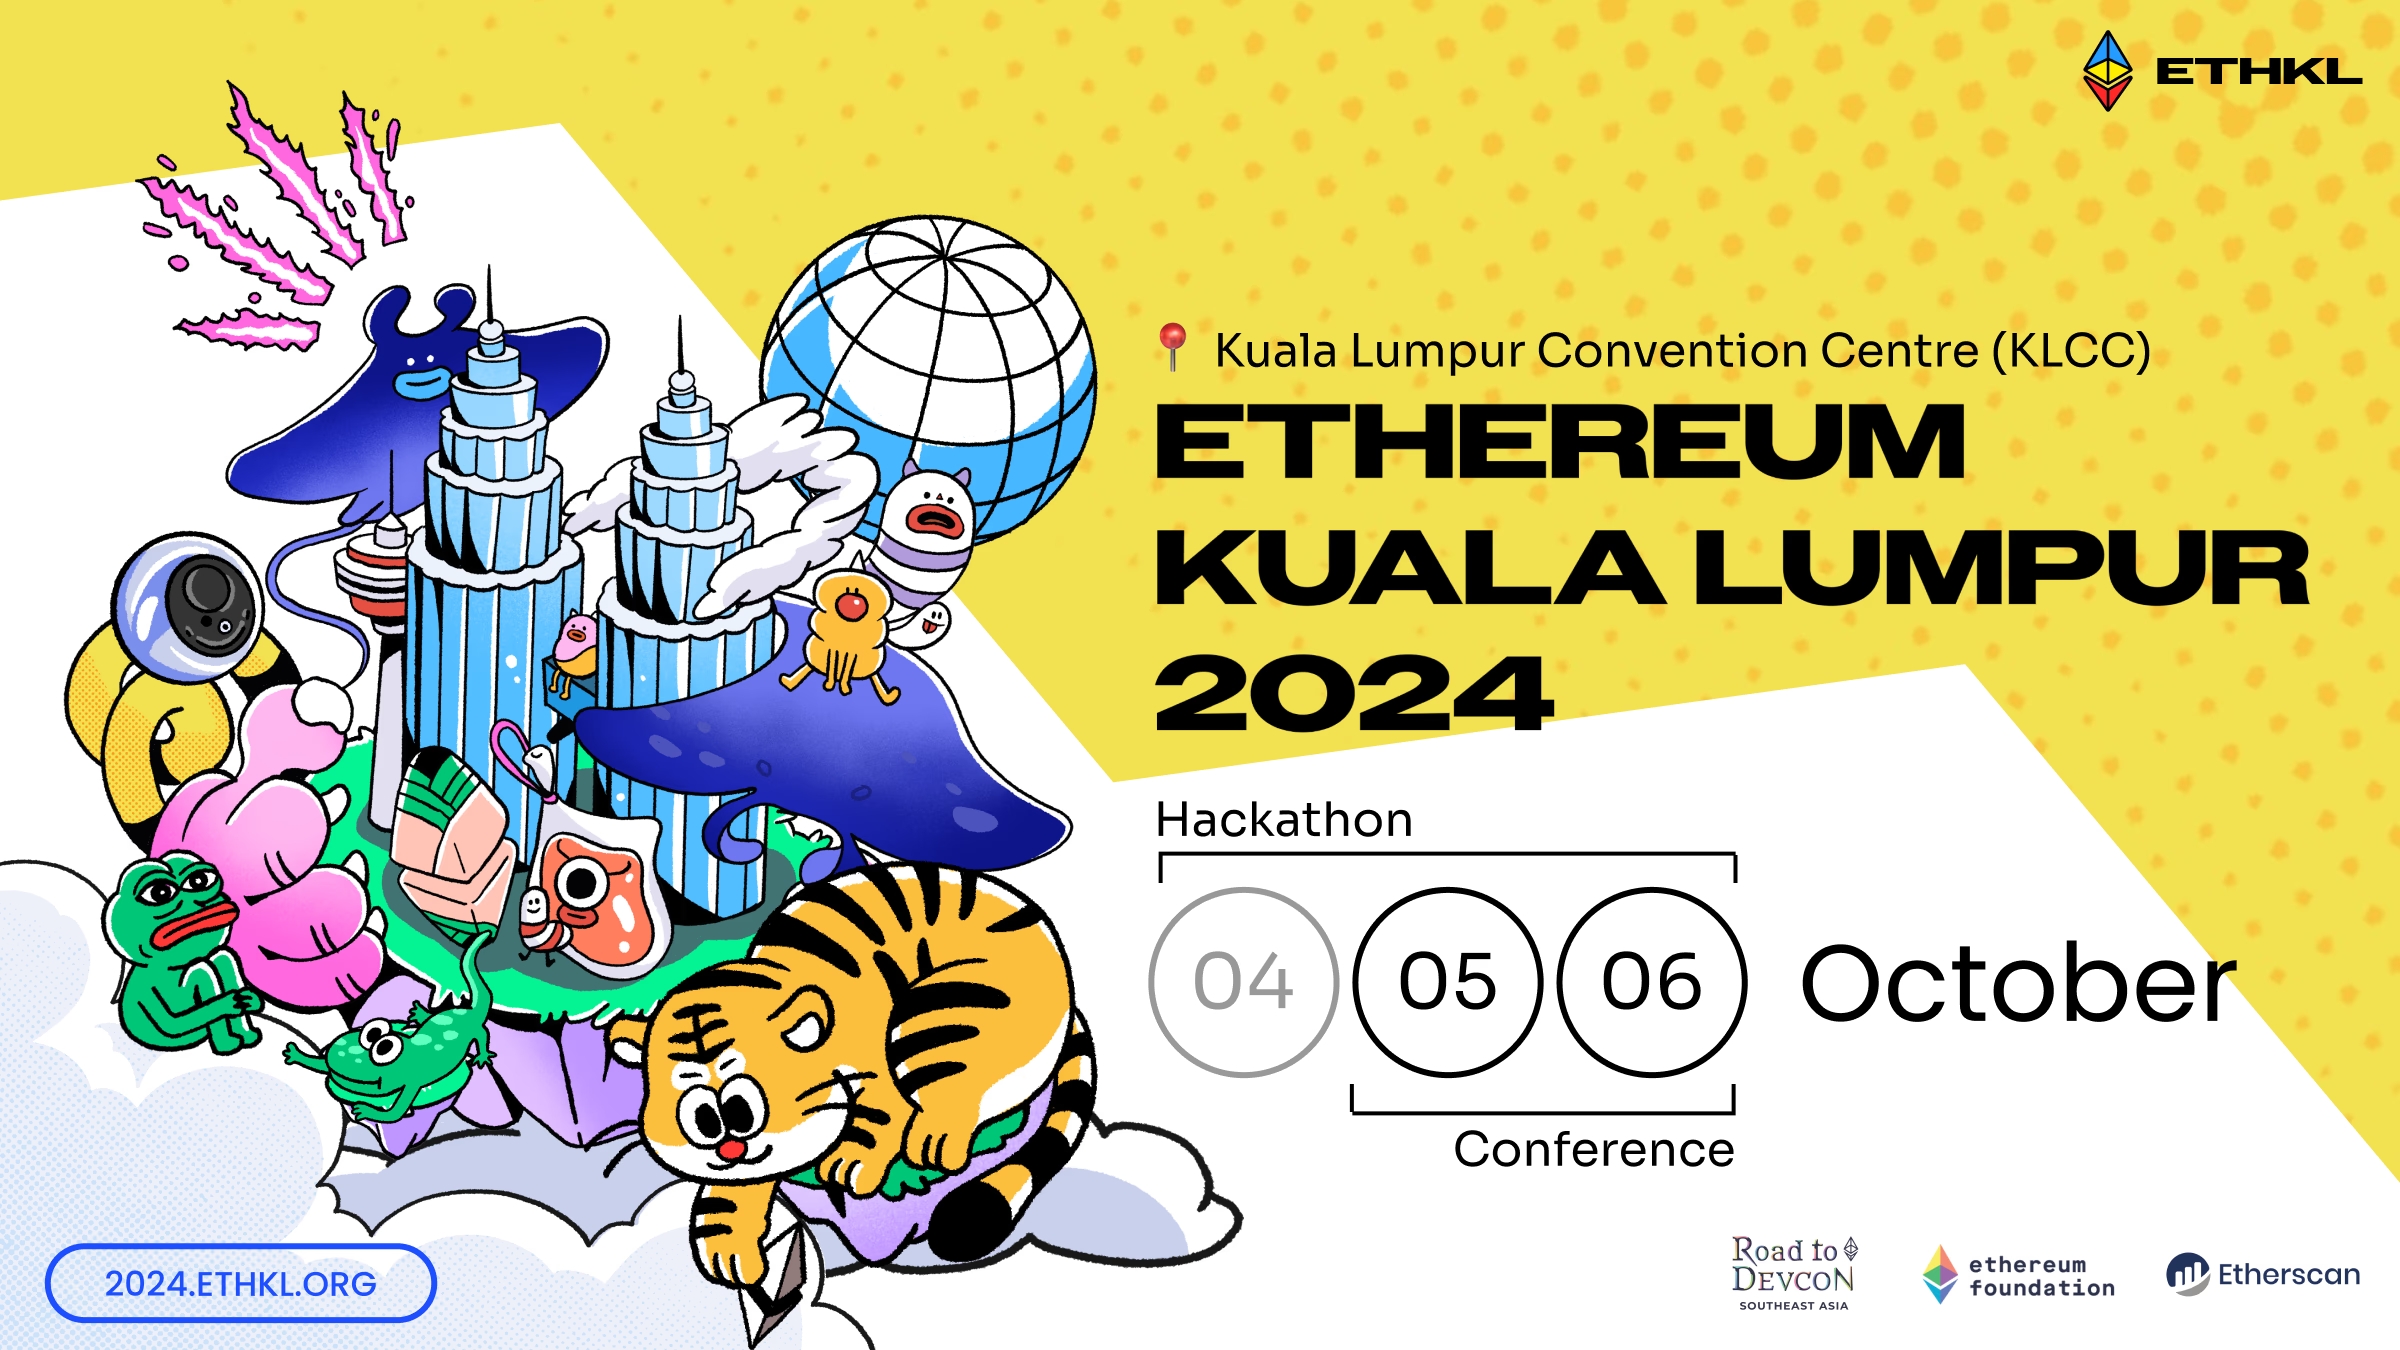 ETHKL
📍 Kuala Lumpur Convention Centre (KLCC)
ETHEREUM
KUALA LUMPUR
2024
Hackathon
04 05 06 October
Conference
2024.ETHKL.ORG
Road to
DEVCON
SOUTHEAST ASIA
ethereum
foundation
Etherscan